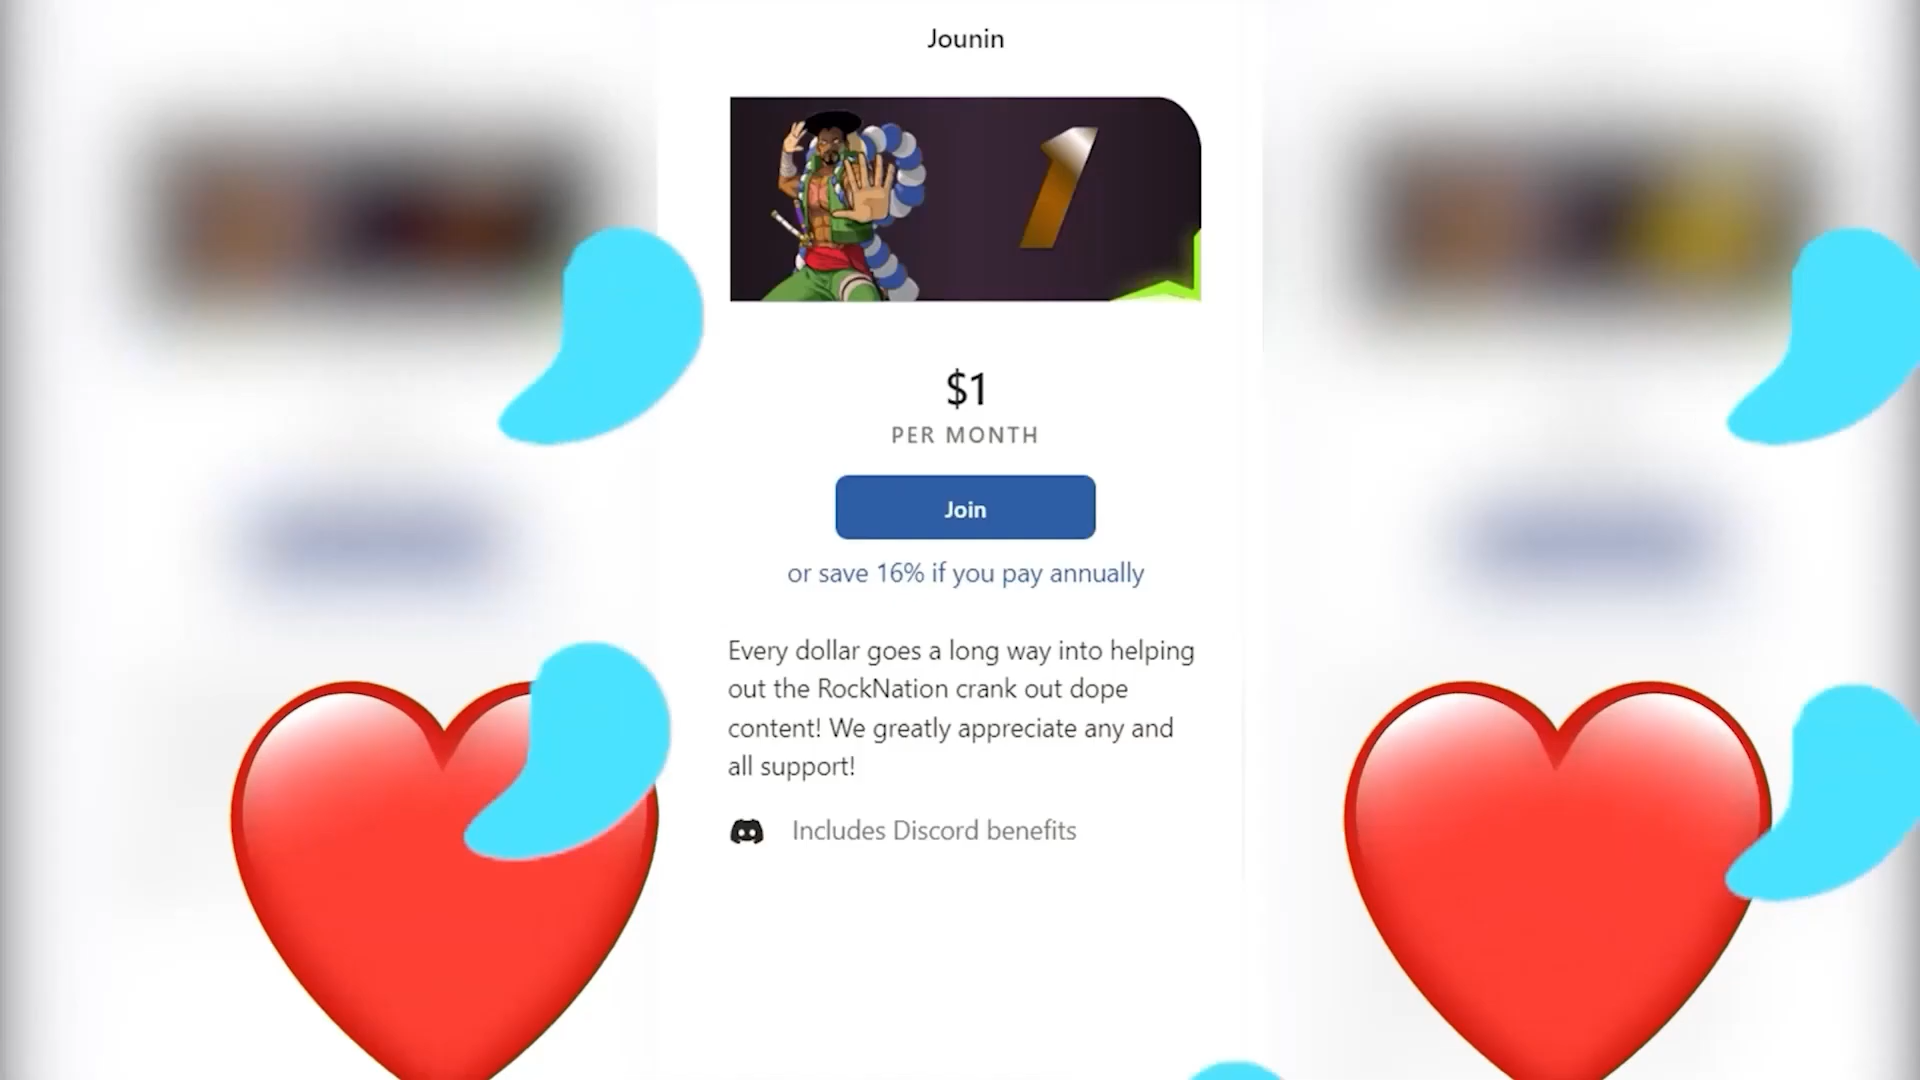 Jounin
1
$1
PER MONTH
Join
or save 16% if you pay annually
Every dollar goes a long way into helping
out the RockNation crank out dope
content! We greatly appreciate any and
all support!
Includes Discord benefits